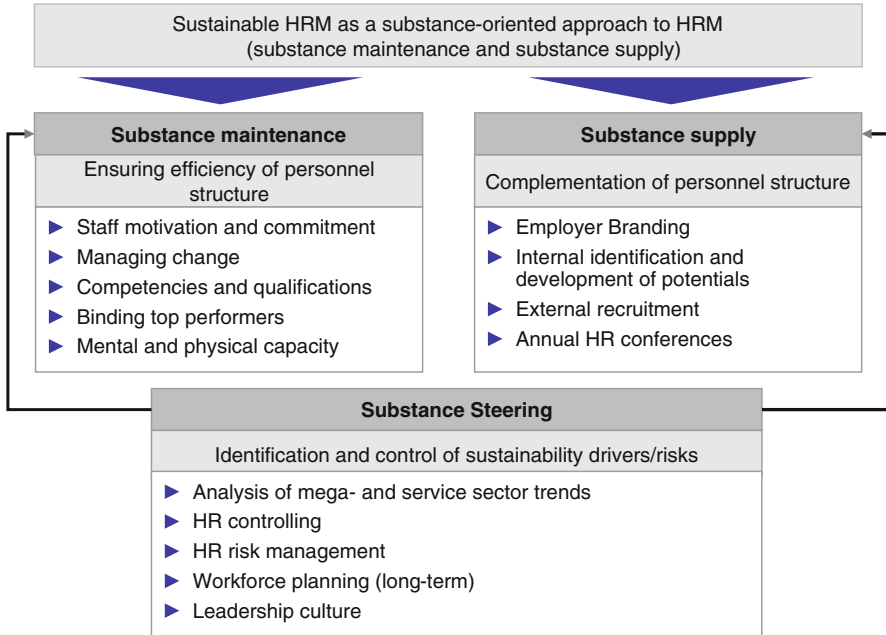 Sustainable HRM as a substance-oriented approach to HRM
(substance maintenance and substance supply)
Substance maintenance
Ensuring efficiency of personnel
structure
Staff motivation and commitment
Managing change
Competencies and qualifications
Binding top performers
Mental and physical capacity
Substance supply
Complementation of personnel structure
Employer Branding
Internal identification and
development of potentials
External recruitment
Annual HR conferences
Substance Steering
Identification and control of sustainability drivers/risks
Analysis of mega- and service sector trends
HR controlling
HR risk management
Workforce planning (long-term)
Leadership culture